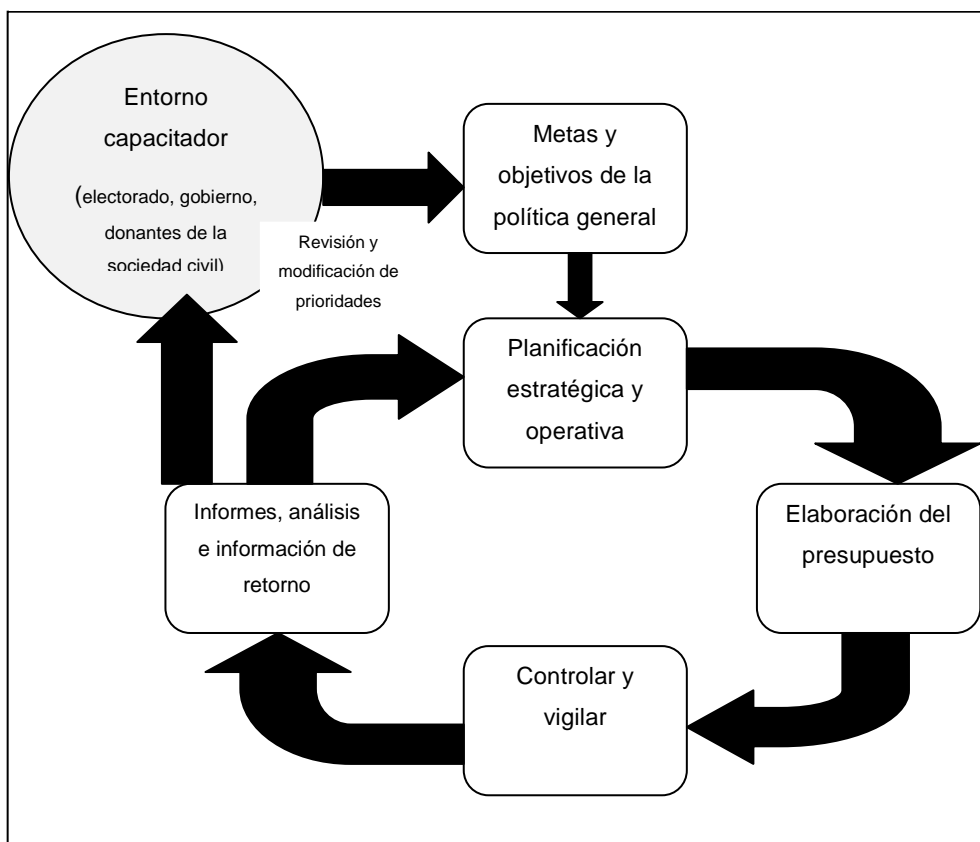 Entorno
capacitador
(electorado, gobierno,
donantes de la
sociedad civil)
Metas y
objetivos de la
política general
Revisión y
modificación de
prioridades
Planificación
estratégica y
operativa
Informes, análisis
e información de
retorno
Elaboración del
presupuesto
Controlar y
vigilar